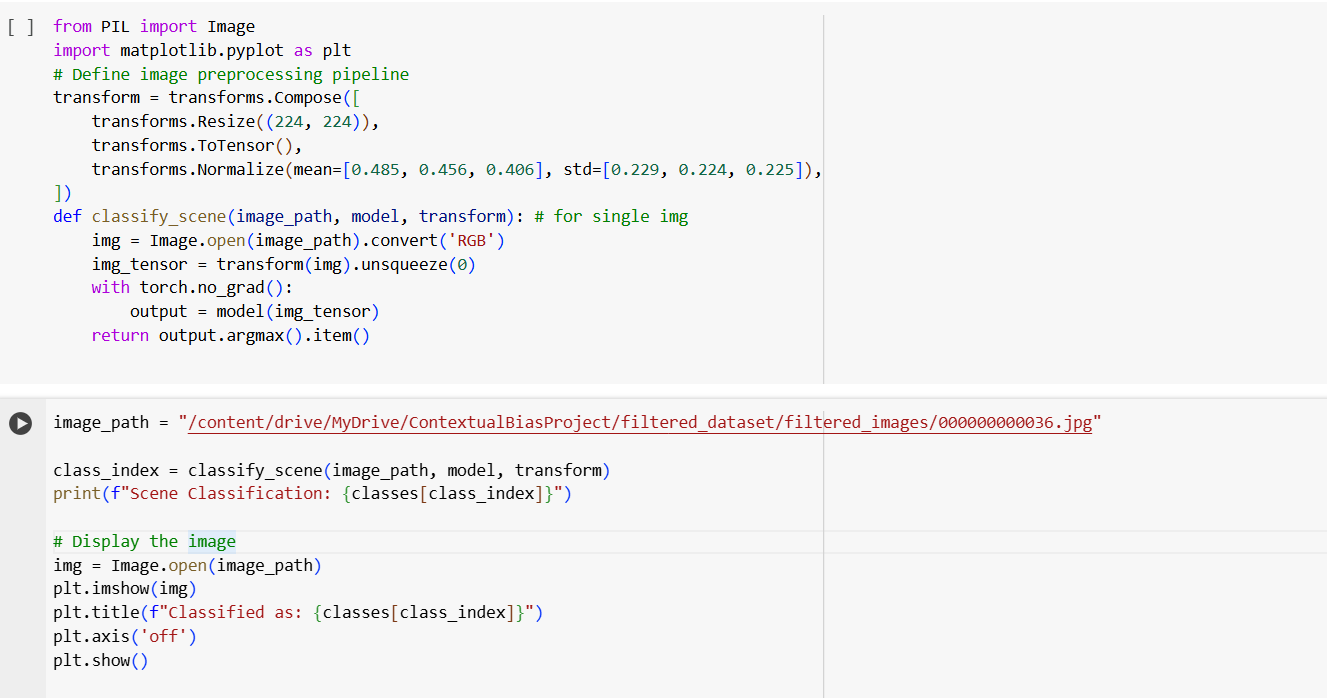 [ ] from PIL import Image
import matplotlib.pyplot as plt
# Define image preprocessing pipeline
transform = transforms.Compose([
    transforms.Resize((224, 224)),
    transforms.ToTensor(),
    transforms.Normalize(mean=[0.485, 0.456, 0.406], std=[0.229, 0.224, 0.225]),
])
def classify_scene(image_path, model, transform): # for single img
    img = Image.open(image_path).convert('RGB')
    img_tensor = transform(img).unsqueeze(0)
    with torch.no_grad():
        output = model(img_tensor)
    return output.argmax().item()
image_path = "/content/drive/MyDrive/ContextualBiasProject/filtered_dataset/filtered_images/000000000036.jpg"
class_index = classify_scene(image_path, model, transform)
print(f"Scene Classification: {classes[class_index]}")
# Display the image
img = Image.open(image_path)
plt.imshow(img)
plt.title(f"Classified as: {classes[class_index]}")
plt.axis('off')
plt.show()